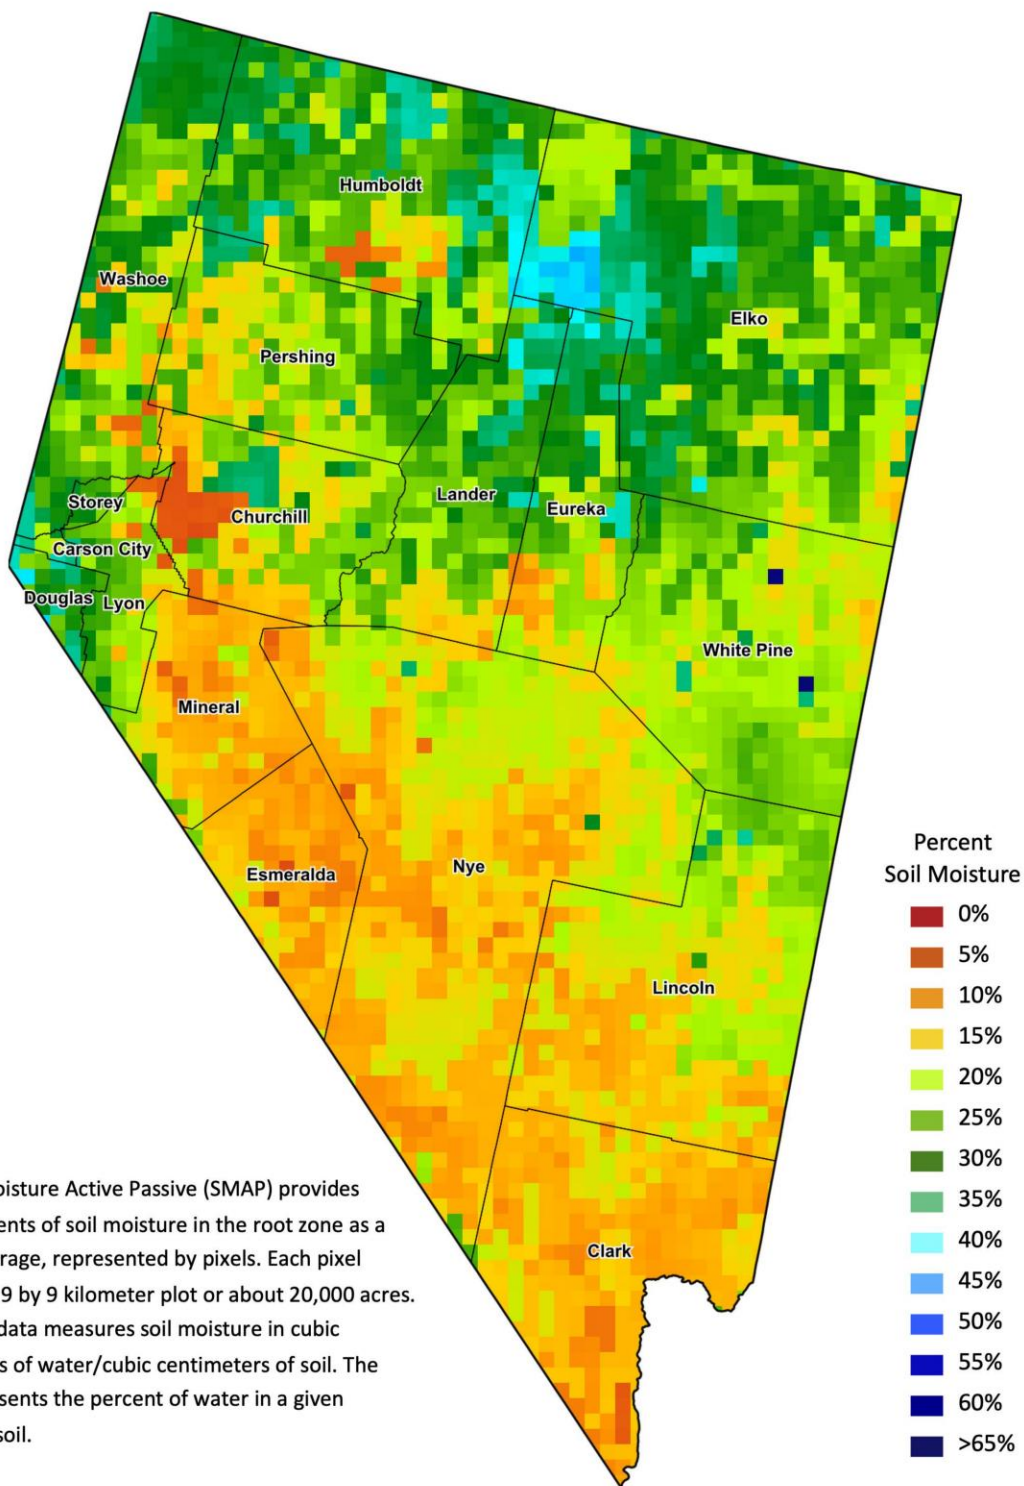 Humboldt
Washoe
Elko
Pershing
Lander
Storey
Eureka
Churchill
Carson City
Douglas
Lyon
White Pine
Mineral
Nye
Esmeralda
Lincoln
Clark
Percent
Soil Moisture
0%
5%
10%
15%
20%
25%
30%
35%
40%
45%
50%
55%
60%
>65%
oisture Active Passive (SMAP) provides
ents of soil moisture in the root zone as a
rage, represented by pixels. Each pixel
9 by 9 kilometer plot or about 20,000 acres.
data measures soil moisture in cubic
s of water/cubic centimeters of soil. The
sents the percent of water in a given
soil.